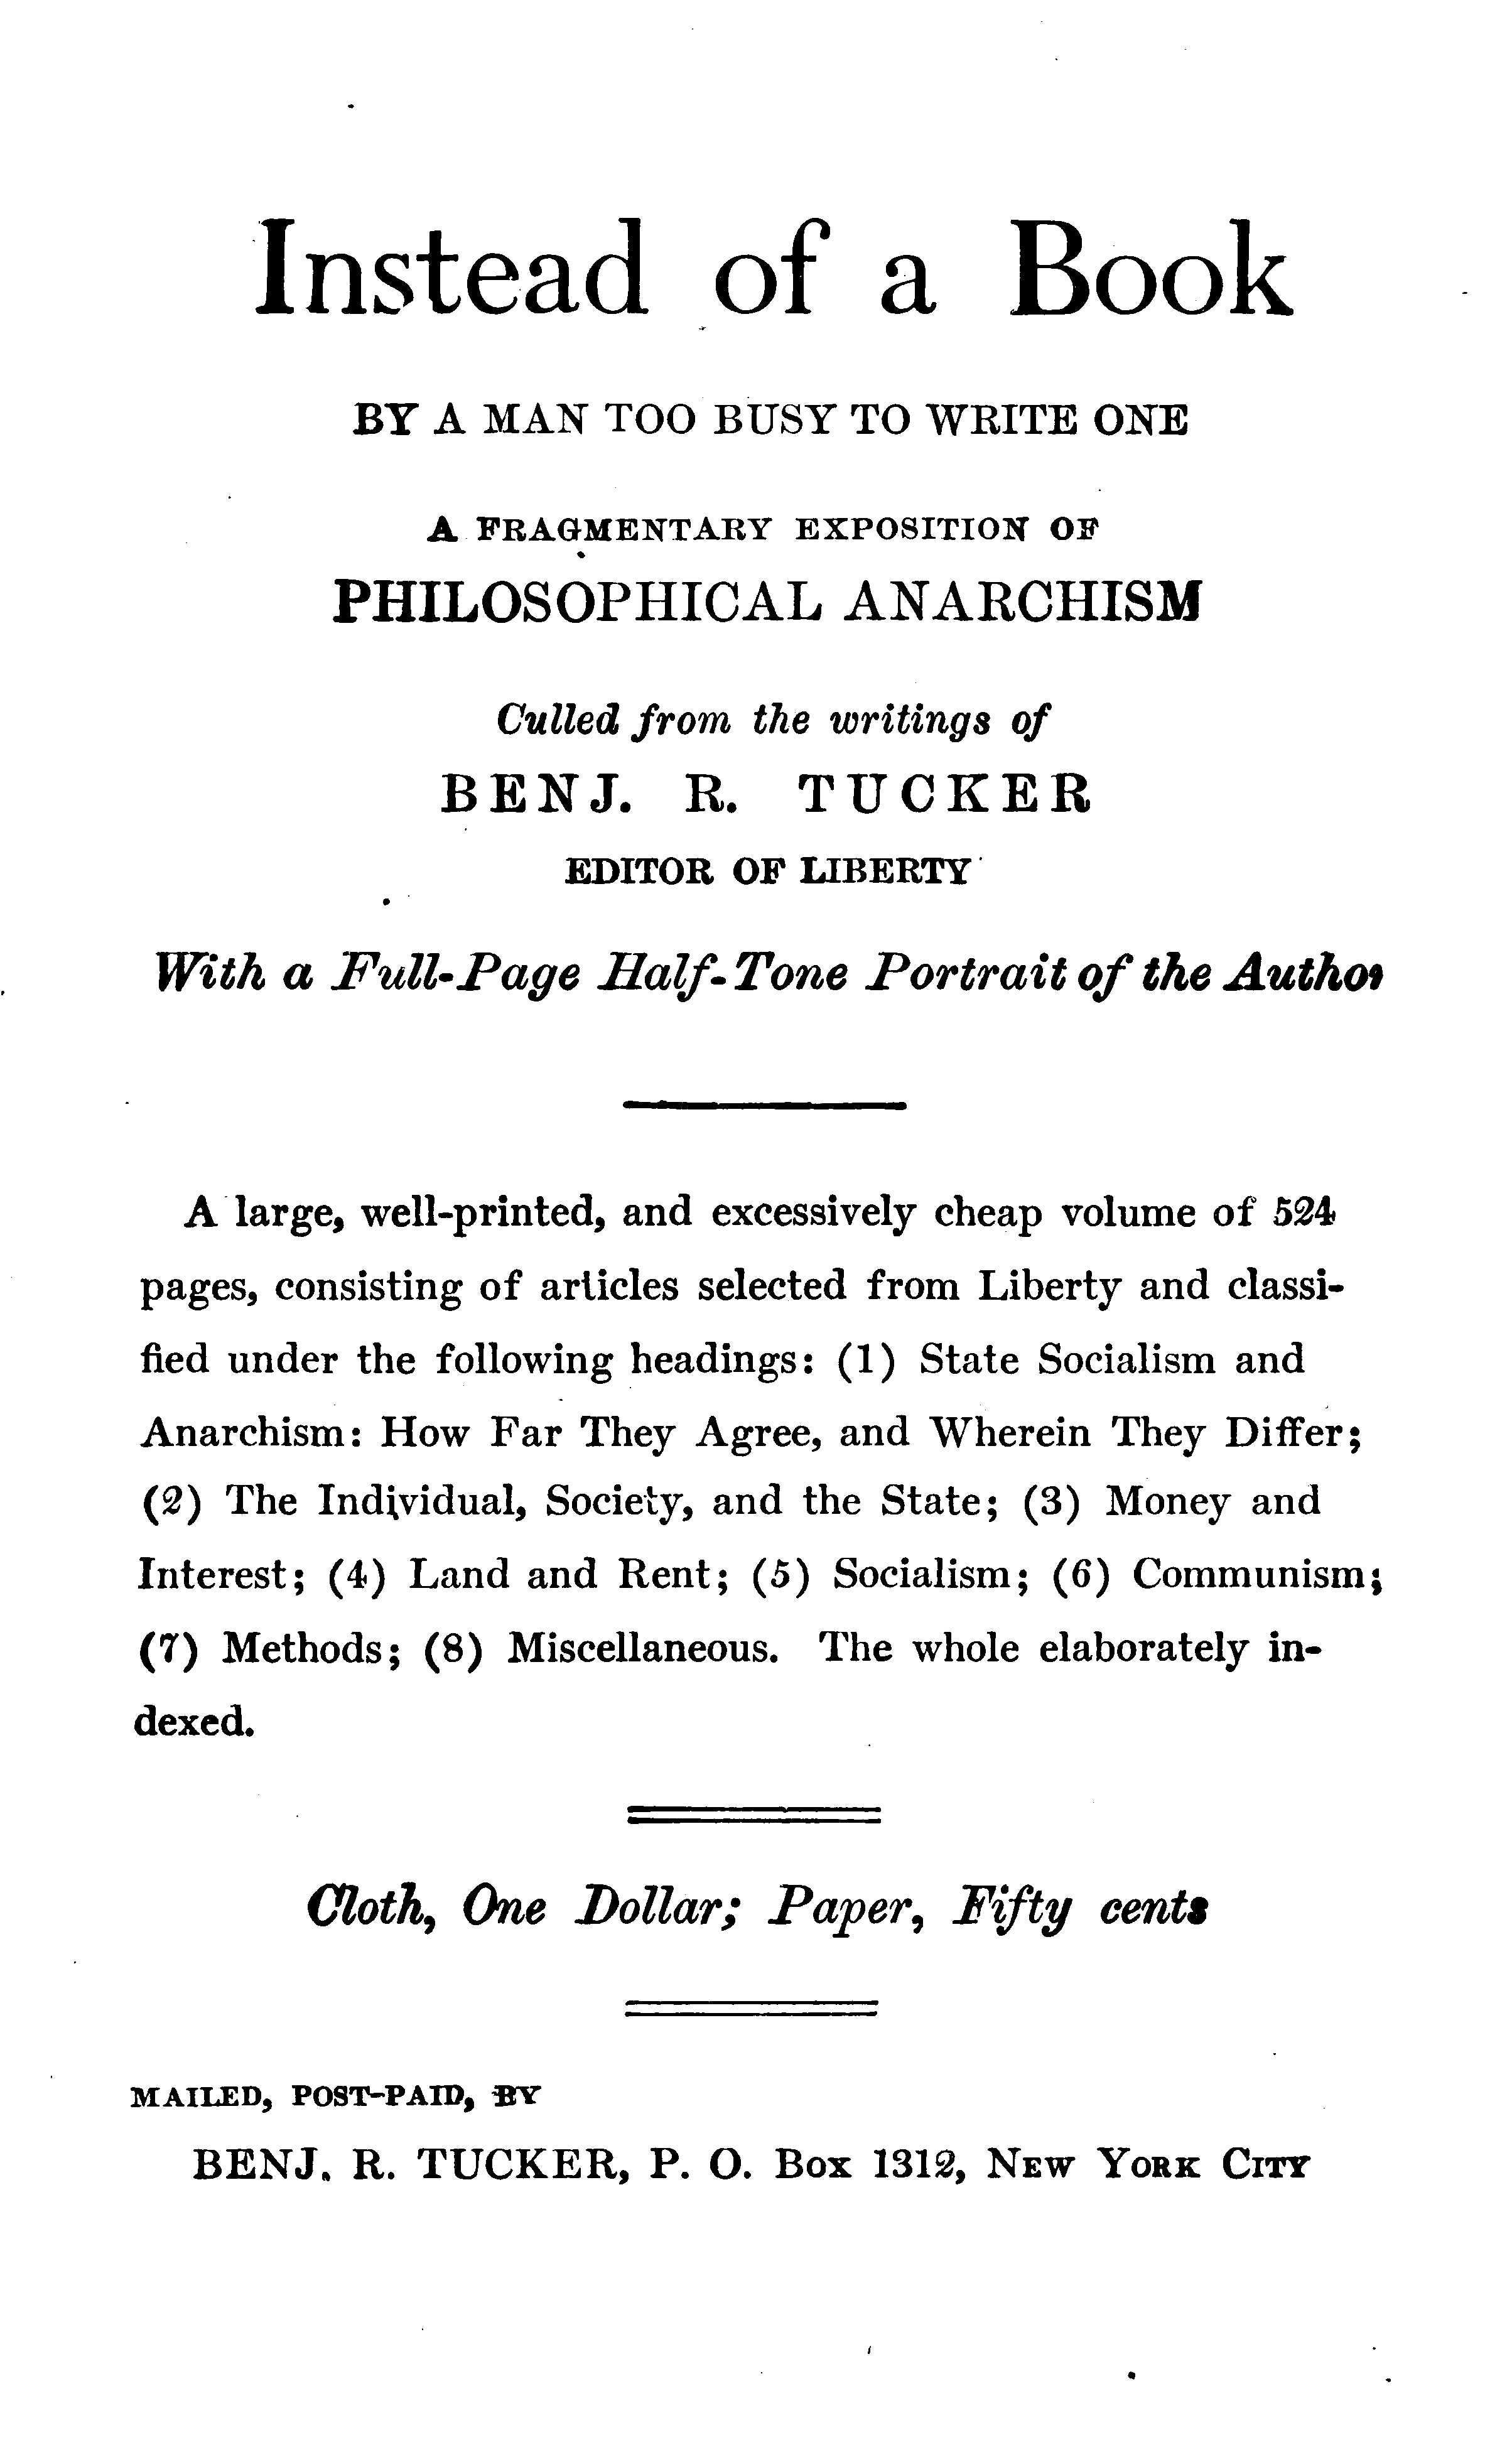 Instead of a Book
BY A MAN TOO BUSY TO WRITE ONE
A FRAGMENTARY EXPOSITION OF
PHILOSOPHICAL ANARCHISM
Culled from the writings of
BENJ. R. TUCKER
EDITOR OF LIBERTY
With a Full-Page Half-Tone Portrait of the Author
A large, well-printed, and excessively cheap volume of 524
pages, consisting of articles selected from Liberty and classi-
fied under the following headings: (1) State Socialism and
Anarchism: How Far They Agree, and Wherein They Differ;
(2) The Individual, Society, and the State; (3) Money and
Interest; (4) Land and Rent; (5) Socialism; (6) Communism;
(7) Methods; (8) Miscellaneous. The whole elaborately in-
dexed.
Cloth, One Dollar; Paper, Fifty cents
MAILED, POST-PAID, BY
BENJ. R. TUCKER, P. O. Box 1312, New York City